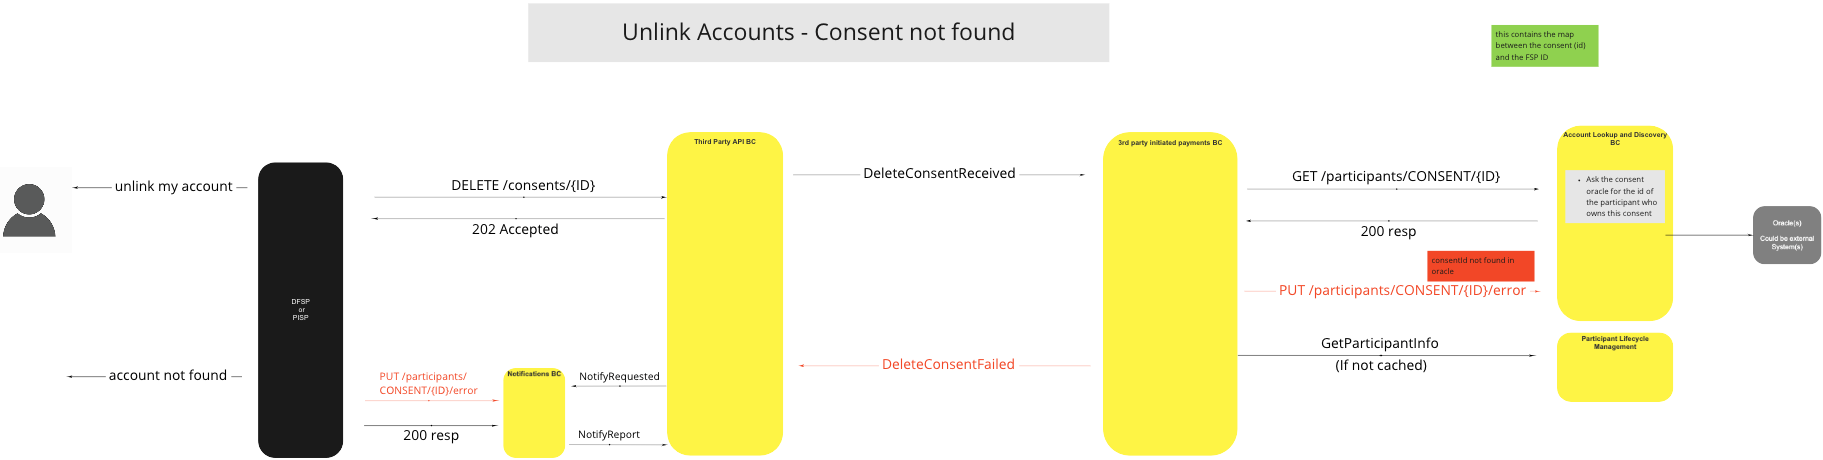 Unlink Accounts - Consent not found
this contains the map
between the consent (id)
and the FSP ID
unlink my account
account not found
DFSP
or
PISP
DELETE /consents/{ID}
202 Accepted
PUT /participants/
CONSENT/{ID}/error
200 resp
Notifications BC
NotifyRequested
NotifyReport
Third Party API BC
DeleteConsentReceived
DeleteConsentFailed
3rd party initiated payments BC
GET /participants/CONSENT/{ID}
200 resp
consentId not found in
oracle
PUT /participants/CONSENT/{ID}/error
GetParticipantInfo
(If not cached)
Account Lookup and Discovery
BC
• Ask the consent
oracle for the id of
the participant who
owns this consent
Participant Lifecycle
Management
Oracle(s)
Could be external
System(s)